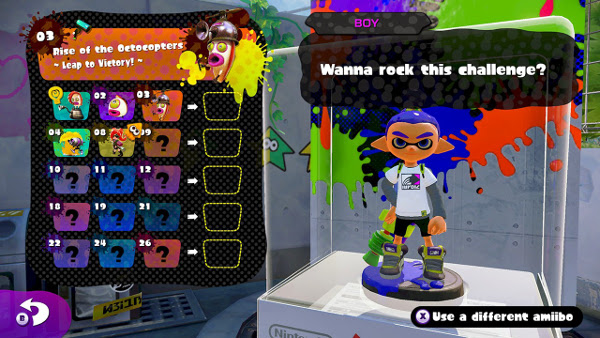 03
Rise of the Octocopters
~ Leap to Victory! ~
BOY
Wanna rock this challenge?
02 03
04 08 09
? 
10 11 12
? ? ?
18 19 21
? ? ?
22 24 26
? ? ?
Nintendo
X Use a different amiibo